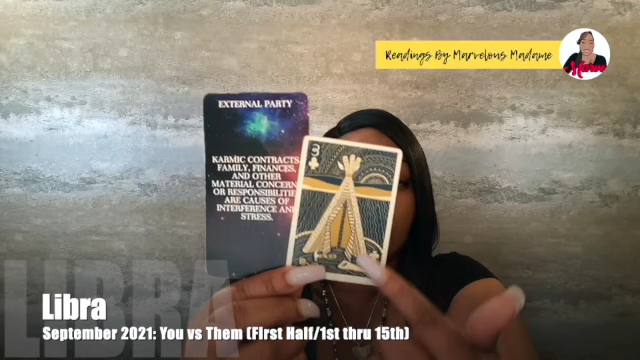 Readings By Marvelous Madame
EXTERNAL PARTY
KARMIC CONTRACTS,
FAMILY, FINANCES,
AND OTHER
MATERIAL CONCERNS
OR RESPONSIBILITIES
ARE CAUSES OF
INTERFERENCE AND
STRESS.
3
LIBRA
Libra
September 2021: You vs Them (First Half/1st thru 15th)